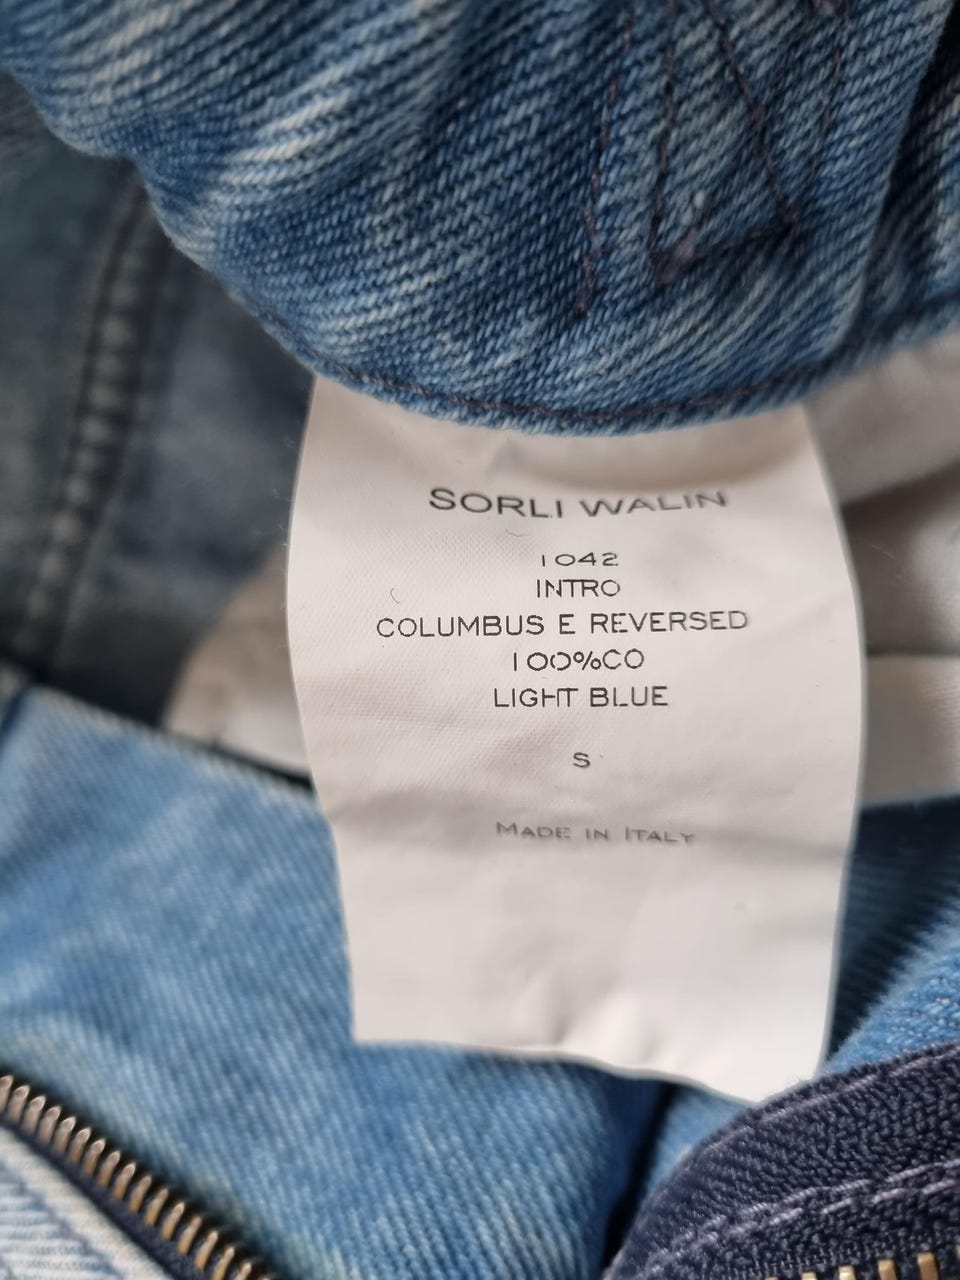 SORLI WALIN
1042
INTRO
COLUMBUS E REVERSED
100%CO
LIGHT BLUE
S
MADE IN ITALY